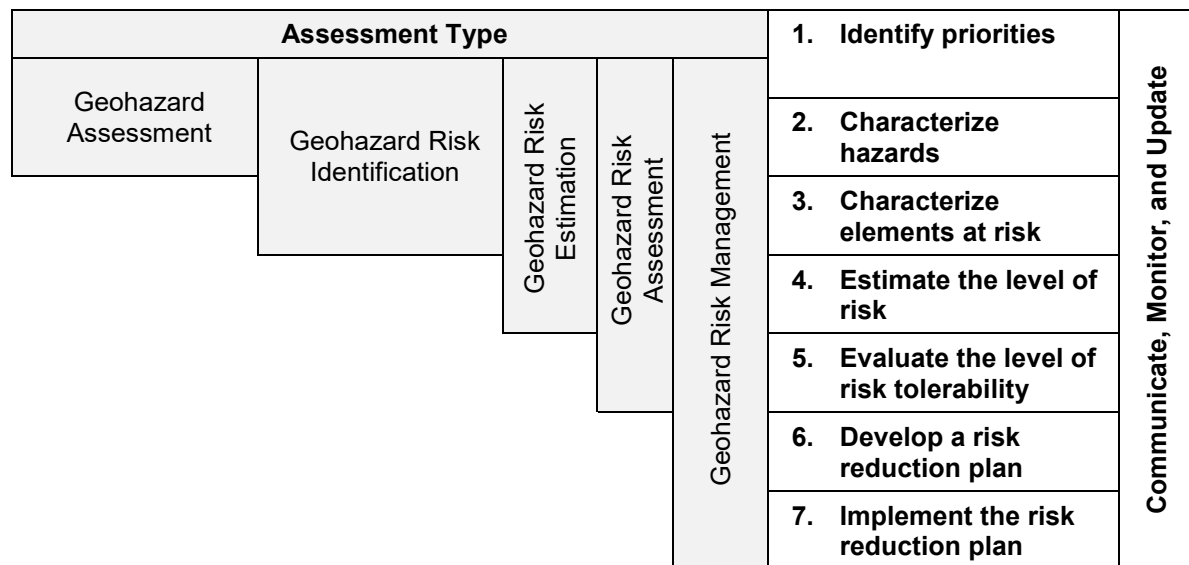 Assessment Type
Geohazard
Assessment
Geohazard Risk
Identification
Geohazard Risk
Estimation
Geohazard Risk
Assessment
Geohazard Risk Management
1. Identify priorities
2. Characterize
hazards
3. Characterize
elements at risk
4. Estimate the level of
risk
5. Evaluate the level of
risk tolerability
6. Develop a risk
reduction plan
7. Implement the risk
reduction plan
Communicate, Monitor, and Update